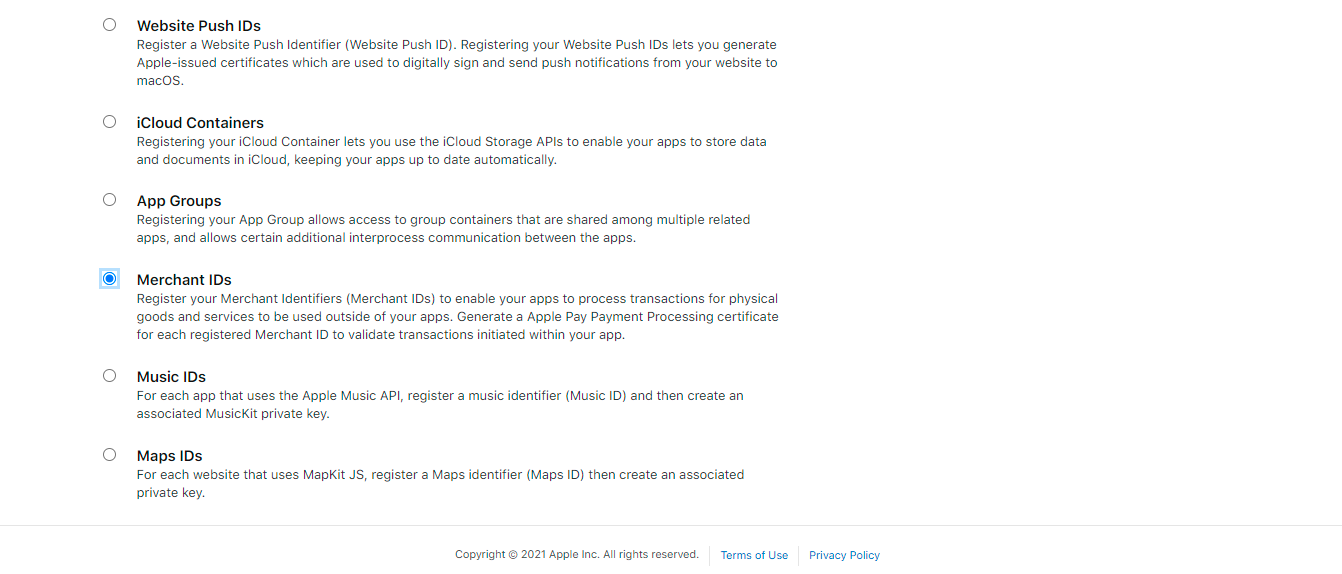 Website Push IDs
Register a Website Push Identifier (Website Push ID). Registering your Website Push IDs lets you generate
Apple-issued certificates which are used to digitally sign and send push notifications from your website to
macOS.
iCloud Containers
Registering your iCloud Container lets you use the iCloud Storage APIs to enable your apps to store data
and documents in iCloud, keeping your apps up to date automatically.
App Groups
Registering your App Group allows access to group containers that are shared among multiple related
apps, and allows certain additional interprocess communication between the apps.
Merchant IDs
Register your Merchant Identifiers (Merchant IDs) to enable your apps to process transactions for physical
goods and services to be used outside of your apps. Generate a Apple Pay Payment Processing certificate
for each registered Merchant ID to validate transactions initiated within your app.
Music IDs
For each app that uses the Apple Music API, register a music identifier (Music ID) and then create an
associated MusicKit private key.
Maps IDs
For each website that uses MapKit JS, register a Maps identifier (Maps ID) then create an associated
private key.
Copyright © 2021 Apple Inc. All rights reserved. Terms of Use Privacy Policy